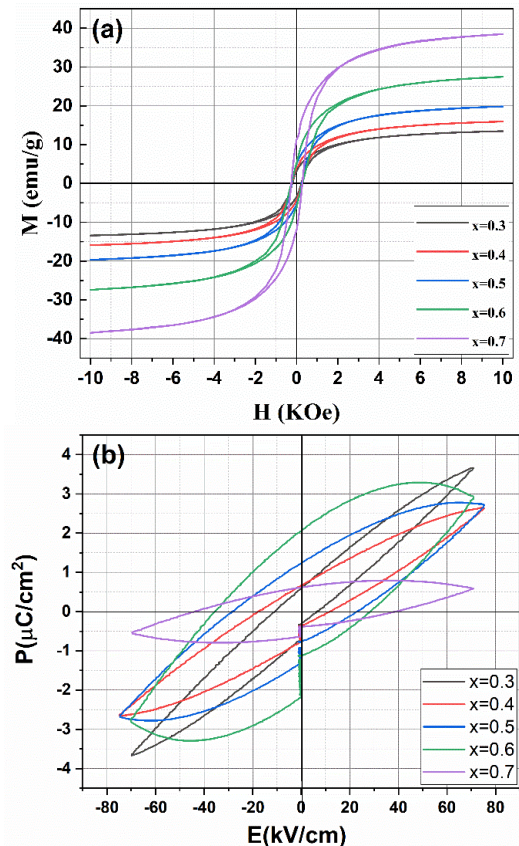 (a)
M (emu/g)
40
30
20
10
0
-10
-20
-30
-40
x=0.3
x=0.4
x=0.5
x=0.6
x=0.7
-10 -8 -6 -4 -2 0 2 4 6 8 10
H (KOe)
(b)
P(μC/cm²)
4
3
2
1
0
-1
-2
-3
-4
x=0.3
x=0.4
x=0.5
x=0.6
x=0.7
-80 -60 -40 -20 0 20 40 60 80
E(kV/cm)